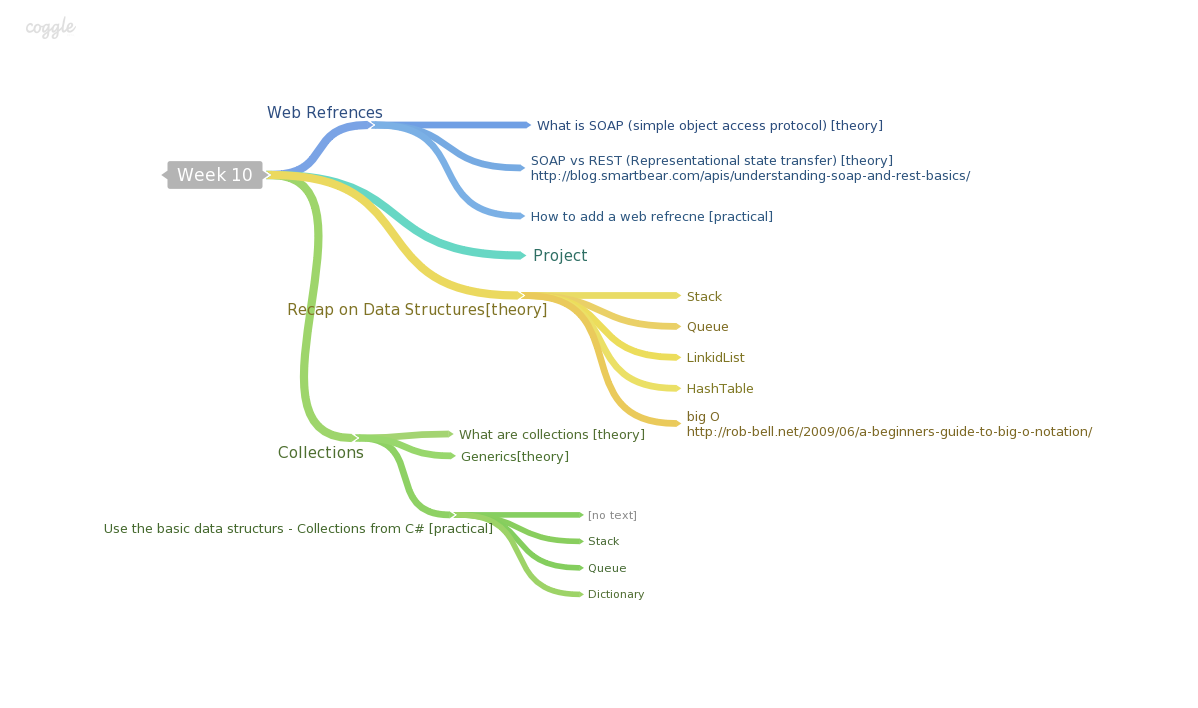 coggle
Web Refrences
What is SOAP (simple object access protocol) [theory]
SOAP vs REST (Representational state transfer) [theory]
http://blog.smartbear.com/apis/understanding-soap-and-rest-basics/
Week 10
How to add a web refrecne [practical]
Project
Recap on Data Structures[theory]
Stack
Queue
LinkidList
HashTable
big O
http://rob-bell.net/2009/06/a-beginners-guide-to-big-o-notation/
Collections
What are collections [theory]
Generics[theory]
Use the basic data structurs - Collections from C# [practical]
[no text]
Stack
Queue
Dictionary